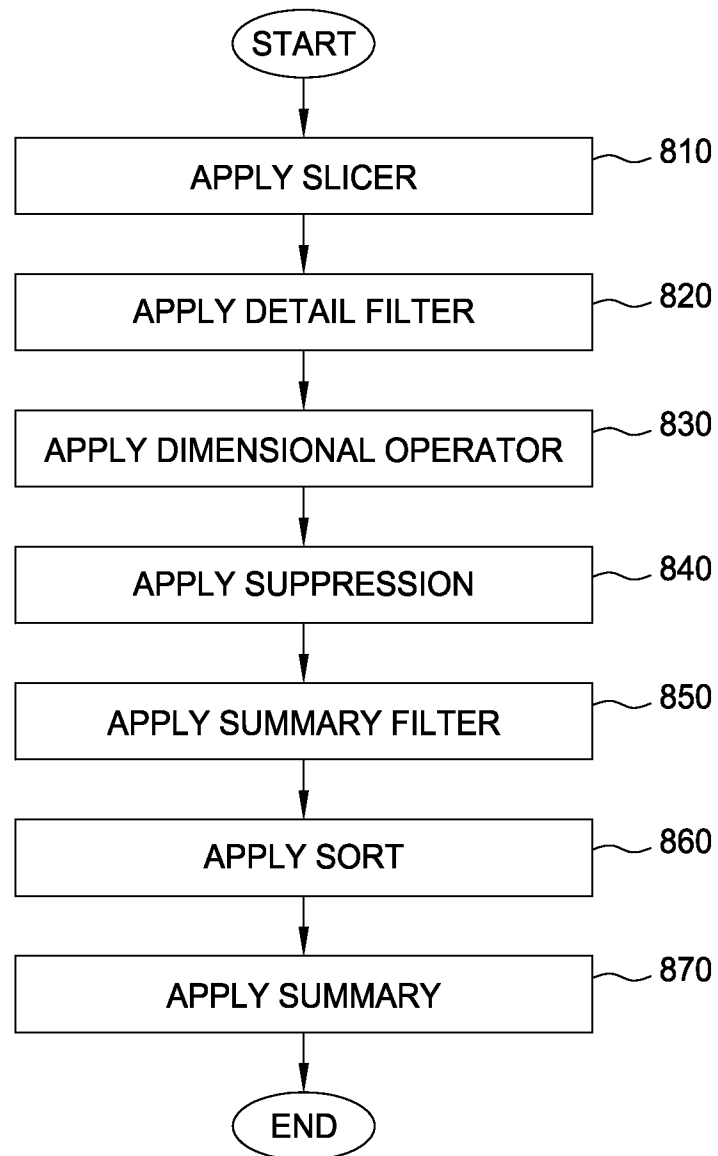 START
APPLY SLICER
810
APPLY DETAIL FILTER
820
APPLY DIMENSIONAL OPERATOR
830
APPLY SUPPRESSION
840
APPLY SUMMARY FILTER
850
APPLY SORT
860
APPLY SUMMARY
870
END